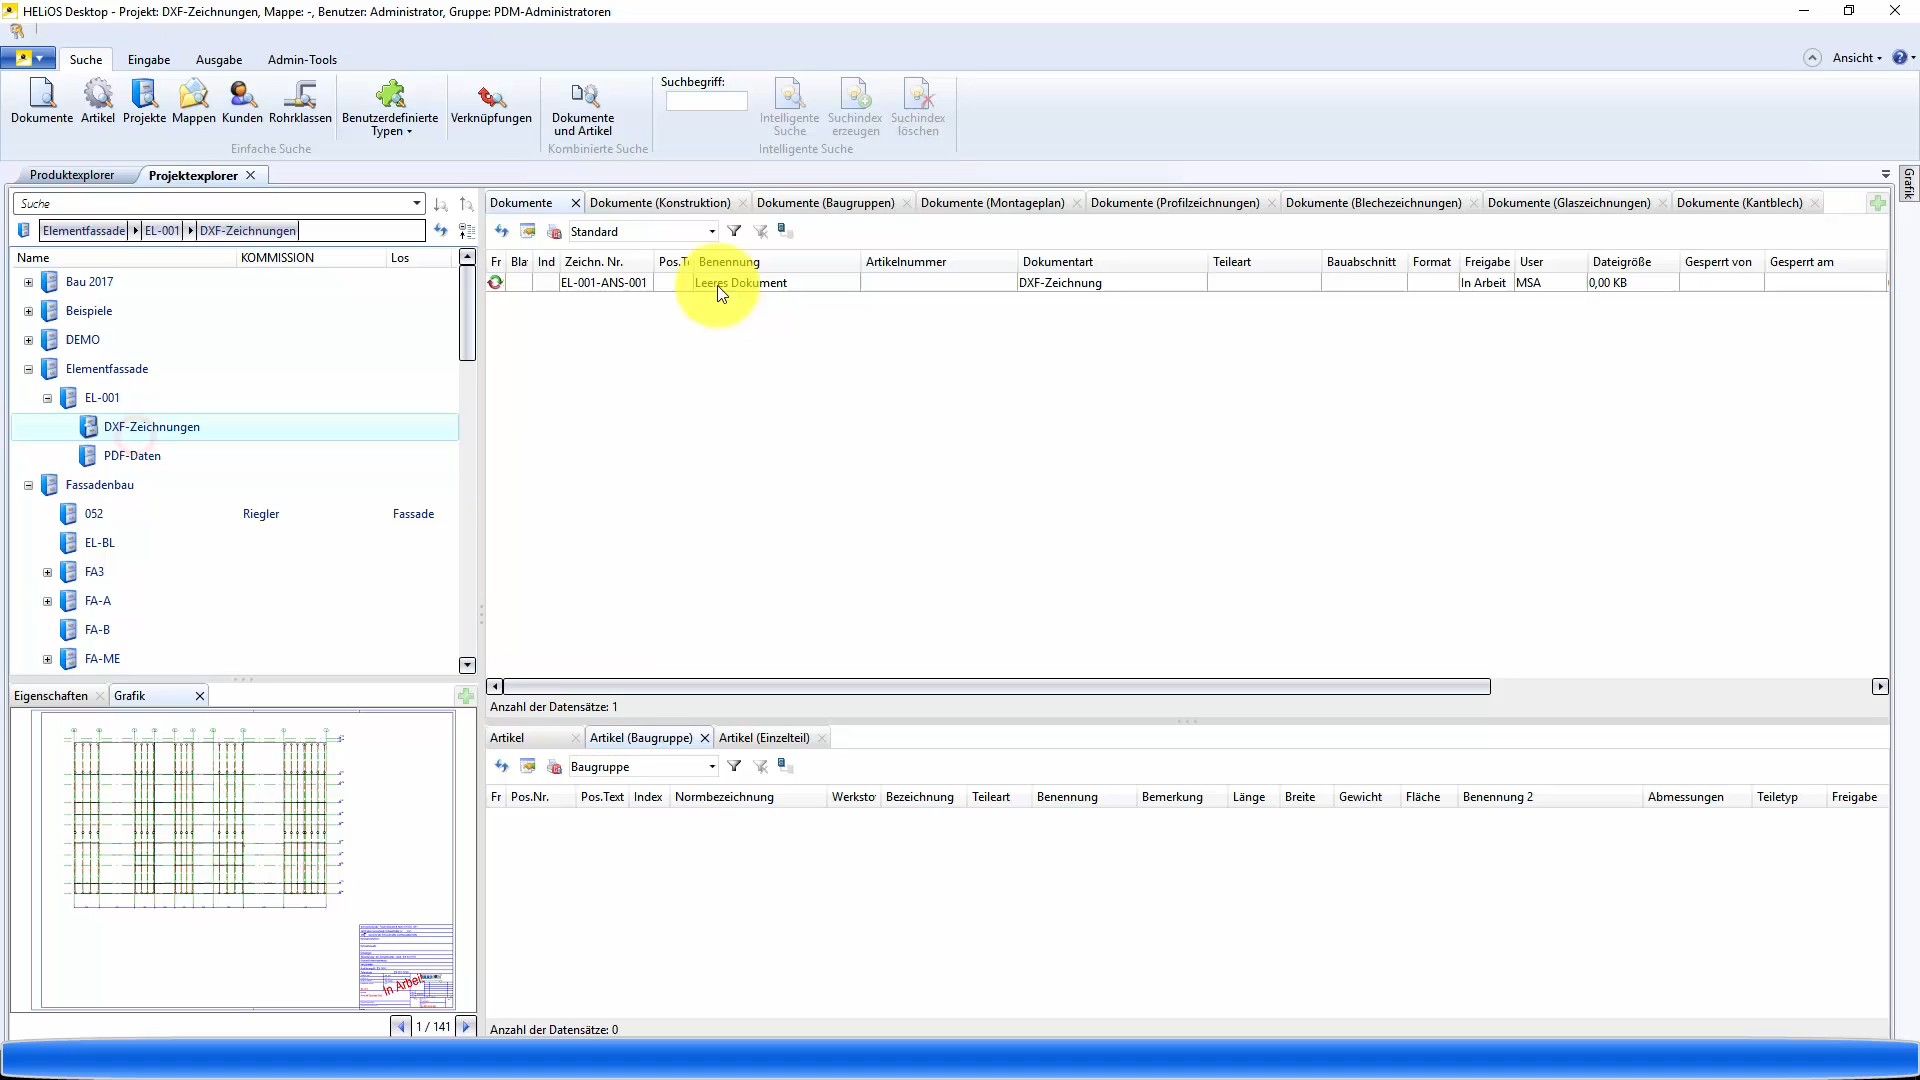 HELiOS Desktop - Projekt: DXF-Zeichnungen, Mappe: -, Benutzer: Administrator, Gruppe: PDM-Administratoren
Suche Eingabe Ausgabe Admin-Tools Ansicht
Dokumente Artikel Projekte Mappen Kunden Rohrklassen Benutzerdefinierte Typen Verknüpfungen Dokumente und Artikel Suchbegriff: Intelligente Suche Suchindex erzeugen Suchindex löschen
Einfache Suche Kombinierte Suche Intelligente Suche
Produktexplorer Projektexplorer
Grafik
Suche
Elementfassade EL-001 DXF-Zeichnungen
Name KOMMISSION Los
Bau 2017
Beispiele
DEMO
Elementfassade
EL-001
DXF-Zeichnungen
PDF-Daten
Fassadenbau
052 Riegler Fassade
EL-BL
FA3
FA-A
FA-B
FA-ME
Eigenschaften Grafik
In Arbeit
1 / 141
Dokumente Dokumente (Konstruktion) Dokumente (Baugruppen) Dokumente (Montageplan) Dokumente (Profilzeichnungen) Dokumente (Blechezeichnungen) Dokumente (Glaszeichnungen) Dokumente (Kantblech)
Standard
Fr Bla Ind Zeichn. Nr. Pos.T Benennung Artikelnummer Dokumentart Teileart Bauabschnitt Format Freigabe User Dateigröße Gesperrt von Gesperrt am
EL-001-ANS-001 Leeres Dokument DXF-Zeichnung In Arbeit MSA 0,00 KB
Anzahl der Datensätze: 1
Artikel Artikel (Baugruppe) Artikel (Einzelteil)
Baugruppe
Fr Pos.Nr. Pos.Text Index Normbezeichnung Werksto Bezeichnung Teileart Benennung Bemerkung Länge Breite Gewicht Fläche Benennung 2 Abmessungen Teiletyp Freigabe
Anzahl der Datensätze: 0